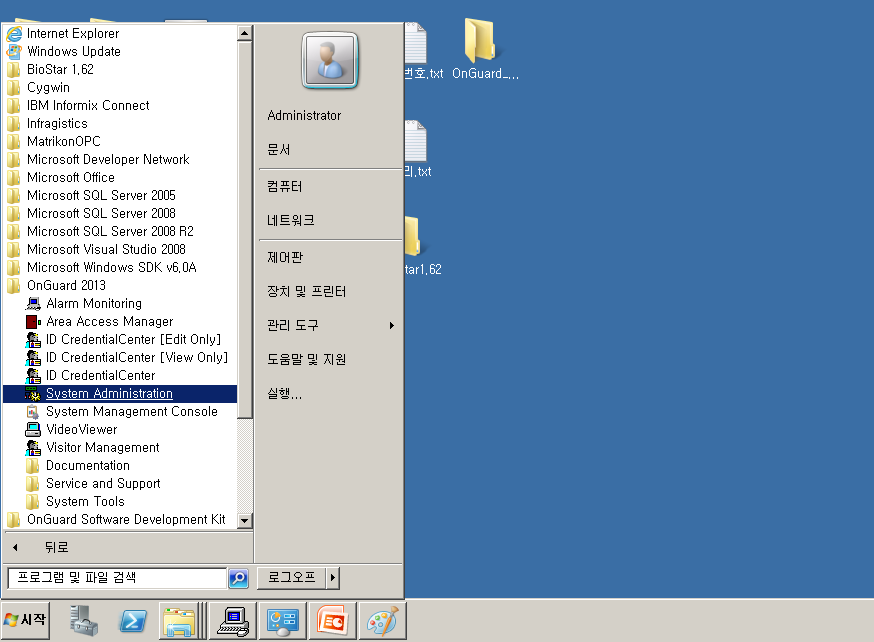 Internet Explorer
Windows Update
BioStar 1.62
Cygwin
IBM Informix Connect
Infragistics
MatrikonOPC
Microsoft Developer Network
Microsoft Office
Microsoft SQL Server 2005
Microsoft SQL Server 2008
Microsoft SQL Server 2008 R2
Microsoft Visual Studio 2008
Microsoft Windows SDK v6.0A
OnGuard 2013
Alarm Monitoring
Area Access Manager
ID CredentialCenter [Edit Only]
ID CredentialCenter [View Only]
ID CredentialCenter
System Administration
System Management Console
VideoViewer
Visitor Management
Documentation
Service and Support
System Tools
OnGuard Software Development Kit
뒤로
프로그램 및 파일 검색
Administrator
문서
컴퓨터
네트워크
제어판
장치 및 프린터
관리 도구
도움말 및 지원
실행...
로그오프
번호.txt
OnGuard_...
리.txt
tar1.62
시작